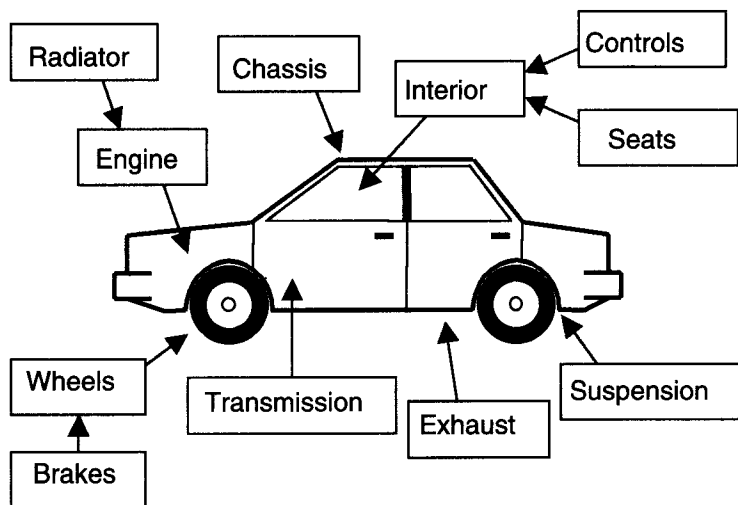 Radiator
Chassis
Controls
Interior
Engine
Seats
Wheels
Transmission
Suspension
Exhaust
Brakes